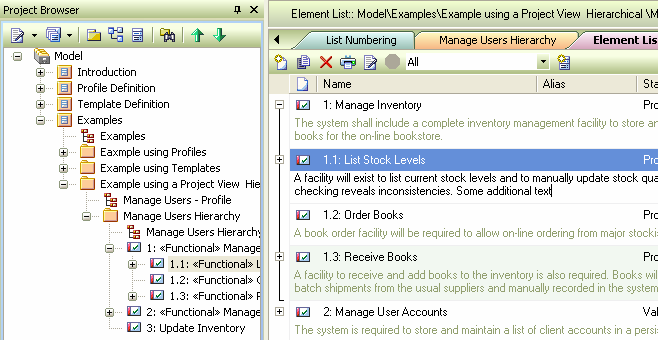 Project Browser
Model
Introduction
Profile Definition
Template Definition
Examples
Examples
Eaxmple using Profiles
Examples using Templates
Example using a Project View Hie
Manage Users - Profile
Manage Users Hierarchy
Manage Users Hierarchy
1: «Functional» Manage
1.1: «Functional» L
1.2: «Functional»
1.3: «Functional»
2: «Functional» Manage
3: Update Inventory
Element List:: Model\Examples\Example using a Project View Hierarchical \M
List Numbering
Manage Users Hierarchy
Element List
All
Name
Alias
Sta
1: Manage Inventory
Pro
The system shall include a complete inventory management facility to store an
books for the on-line bookstore.
1.1: List Stock Levels
Pro
A facility will exist to list current stock levels and to manually update stock qua
checking reveals inconsistencies. Some additional text
1.2: Order Books
Pro
A book order facility will be required to allow on-line ordering from major stockis
1.3: Receive Books
Pro
A facility to receive and add books to the inventory is also required. Books will
batch shipments from the usual suppliers and manually recorded in the system
2: Manage User Accounts
Val
The system is required to store and maintain a list of client accounts in a persis